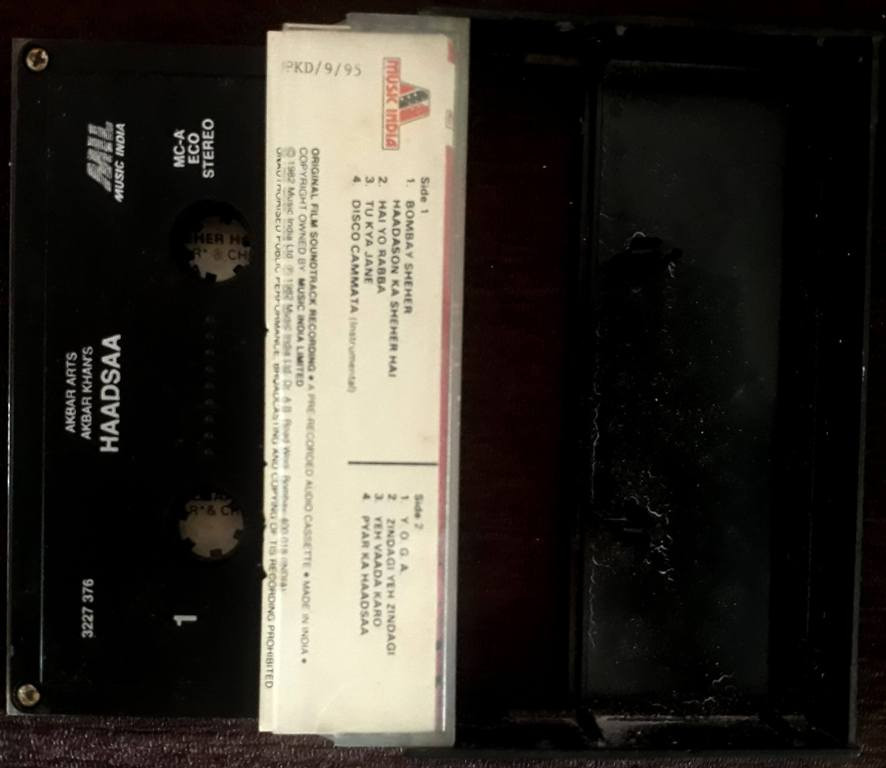 MIL
MUSIC INDIA
MC-A
ECO
STEREO
AKBAR ARTS
AKBAR KHAN'S
HAADSAA
3227 376
1
PKD/9/95
MUSIC INDIA
Side 1
1. BOMBAY SHEHER
HAADASON KA SHEHER HAI
2. HAI YO RABBA
3. TU KYA JANE
4. DISCO CAMMATA (Instrumental)
Side 2
1. Y. O. G. A.
2. ZINDAGI YEH ZINDAGI
3. YEH VAADA KARO
4. PYAR KA HAADSAA
ORIGINAL FILM SOUNDTRACK RECORDING • A PRE-RECORDED AUDIO CASSETTE • MADE IN INDIA •
COPYRIGHT OWNED BY MUSIC INDIA LIMITED
© 1982 Music India Ltd. ℗ 1982 Music India Ltd. Dr. A.B. Road Worli, Bombay 400 018 (INDIA)
UNAUTHORISED PUBLIC PERFORMANCE, BROADCASTING AND COPYING OF TIS RECORDING PROHIBITED